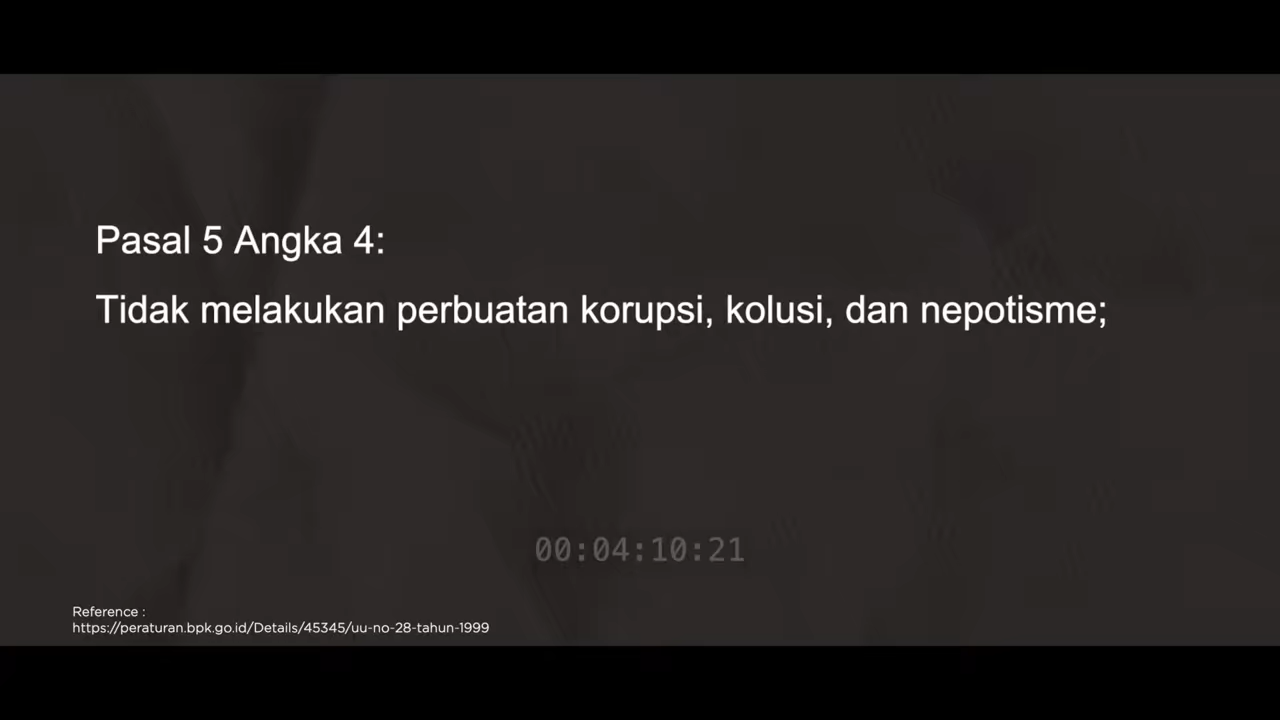 Pasal 5 Angka 4:
Tidak melakukan perbuatan korupsi, kolusi, dan nepotisme;
00:04:10:21
Reference :
https://peraturan.bpk.go.id/Details/45345/uu-no-28-tahun-1999